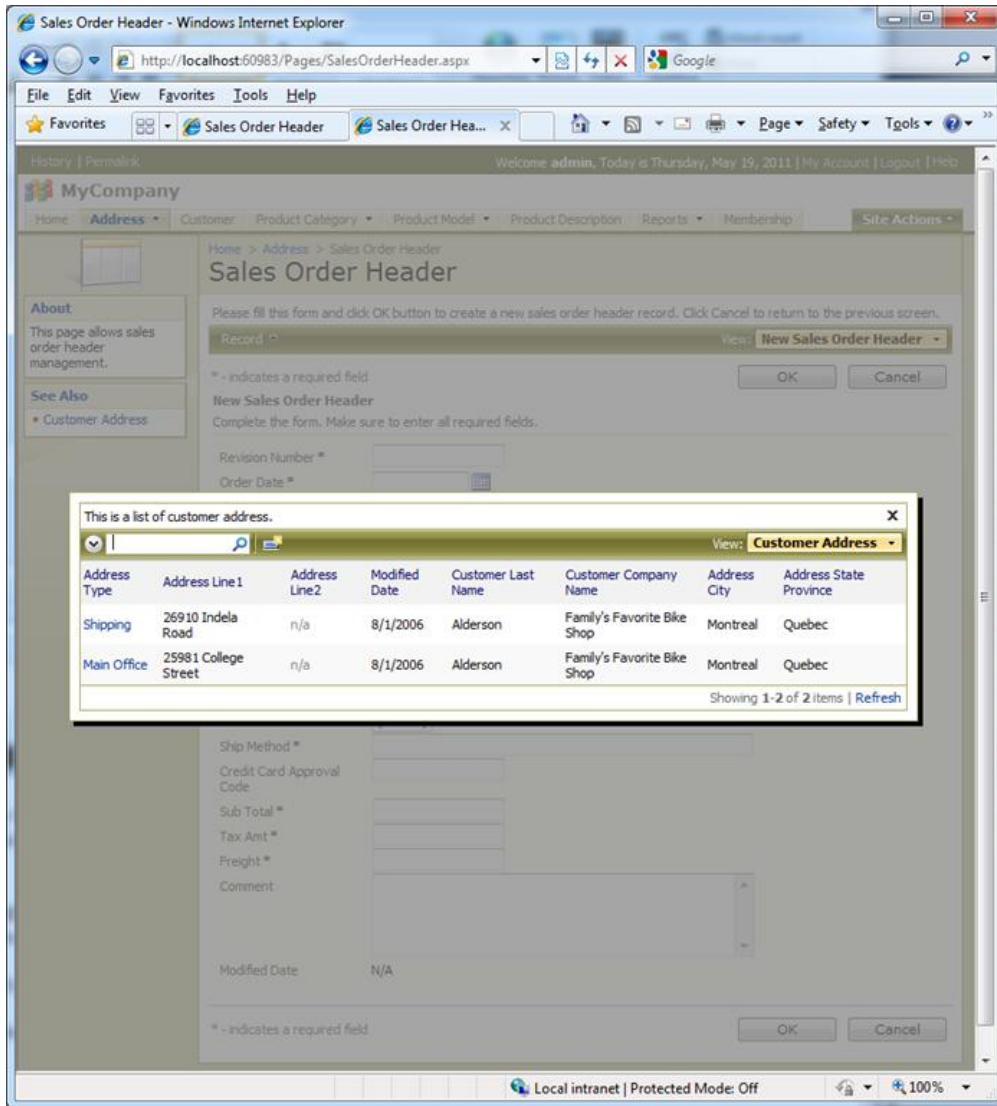 Sales Order Header - Windows Internet Explorer
http://localhost:60983/Pages/SalesOrderHeader.aspx Google
File Edit View Favorites Tools Help
Favorites Sales Order Header Sales Order Hea... X Page Safety Tools
History | Permalink Welcome admin, Today is Thursday, May 19, 2011 | My Account | Logout | Help
MyCompany
Home Address Customer Product Category Product Model Product Description Reports Membership Site Actions
Home > Address > Sales Order Header
Sales Order Header
About
This page allows sales
order header
management.
See Also
Customer Address
Please fill this form and click OK button to create a new sales order header record. Click Cancel to return to the previous screen.
Record View: New Sales Order Header
* - indicates a required field OK Cancel
New Sales Order Header
Complete the form. Make sure to enter all required fields.
Revision Number *
Order Date *
This is a list of customer address. x
View: Customer Address
Address Type Address Line1 Address Line2 Modified Date Customer Last Name Customer Company Name Address City Address State Province
Shipping 26910 Indela Road n/a 8/1/2006 Alderson Family's Favorite Bike Shop Montreal Quebec
Main Office 25981 College Street n/a 8/1/2006 Alderson Family's Favorite Bike Shop Montreal Quebec
Showing 1-2 of 2 items | Refresh
Ship Method *
Credit Card Approval
Code
Sub Total *
Tax Amt *
Freight *
Comment
Modified Date N/A
* - indicates a required field OK Cancel
Local intranet | Protected Mode: Off 100%